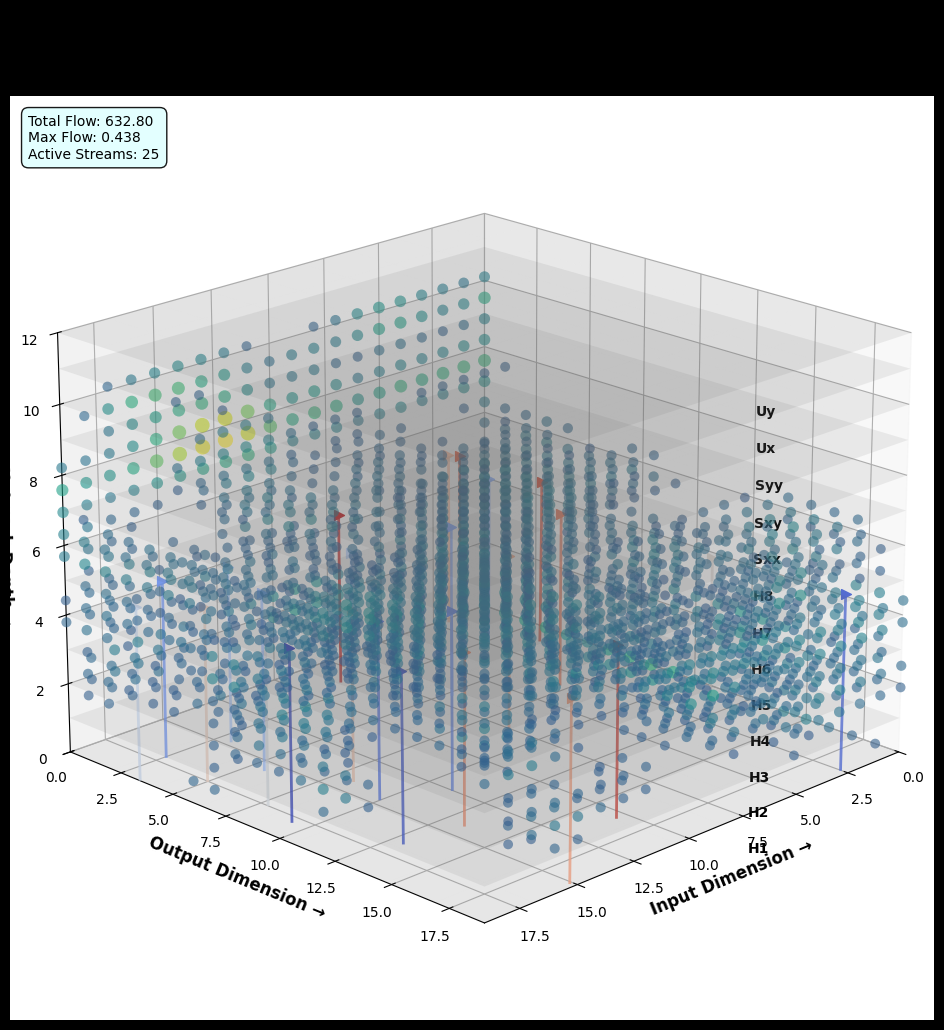 Total Flow: 632.80
Max Flow: 0.438
Active Streams: 25
12
10
8
6
4
2
0
0.0
2.5
5.0
7.5
10.0
12.5
15.0
17.5
Output Dimension →
17.5
15.0
12.5
10.0
7.5
5.0
2.5
0.0
Input Dimension →
Uy
Ux
Syy
Sxy
Sxx
H8
H7
H6
H5
H4
H3
H2
H1